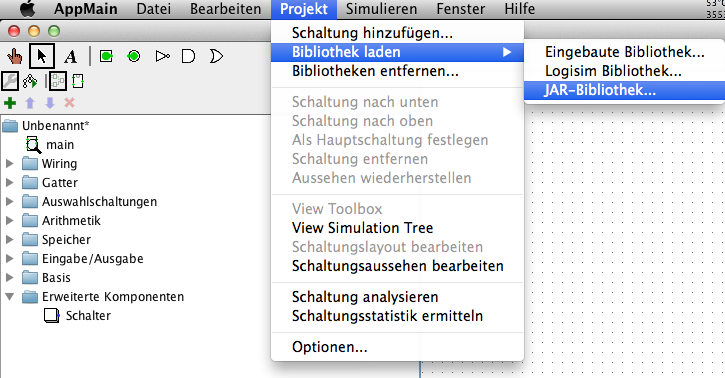 AppMain Datei Bearbeiten Projekt Simulieren Fenster Hilfe
53°C
355
A
Schaltung hinzufügen...
Bibliothek laden
Bibliotheken entfernen...
Eingebaute Bibliothek...
Logisim Bibliothek...
JAR-Bibliothek...
Schaltung nach unten
Schaltung nach oben
Als Hauptschaltung festlegen
Schaltung entfernen
Aussehen wiederherstellen
View Toolbox
View Simulation Tree
Schaltungslayout bearbeiten
Schaltungsaussehen bearbeiten
Schaltung analysieren
Schaltungsstatistik ermitteln
Optionen...
Unbenannt*
main
Wiring
Gatter
Auswahlschaltungen
Arithmetik
Speicher
Eingabe/Ausgabe
Basis
Erweiterte Komponenten
Schalter